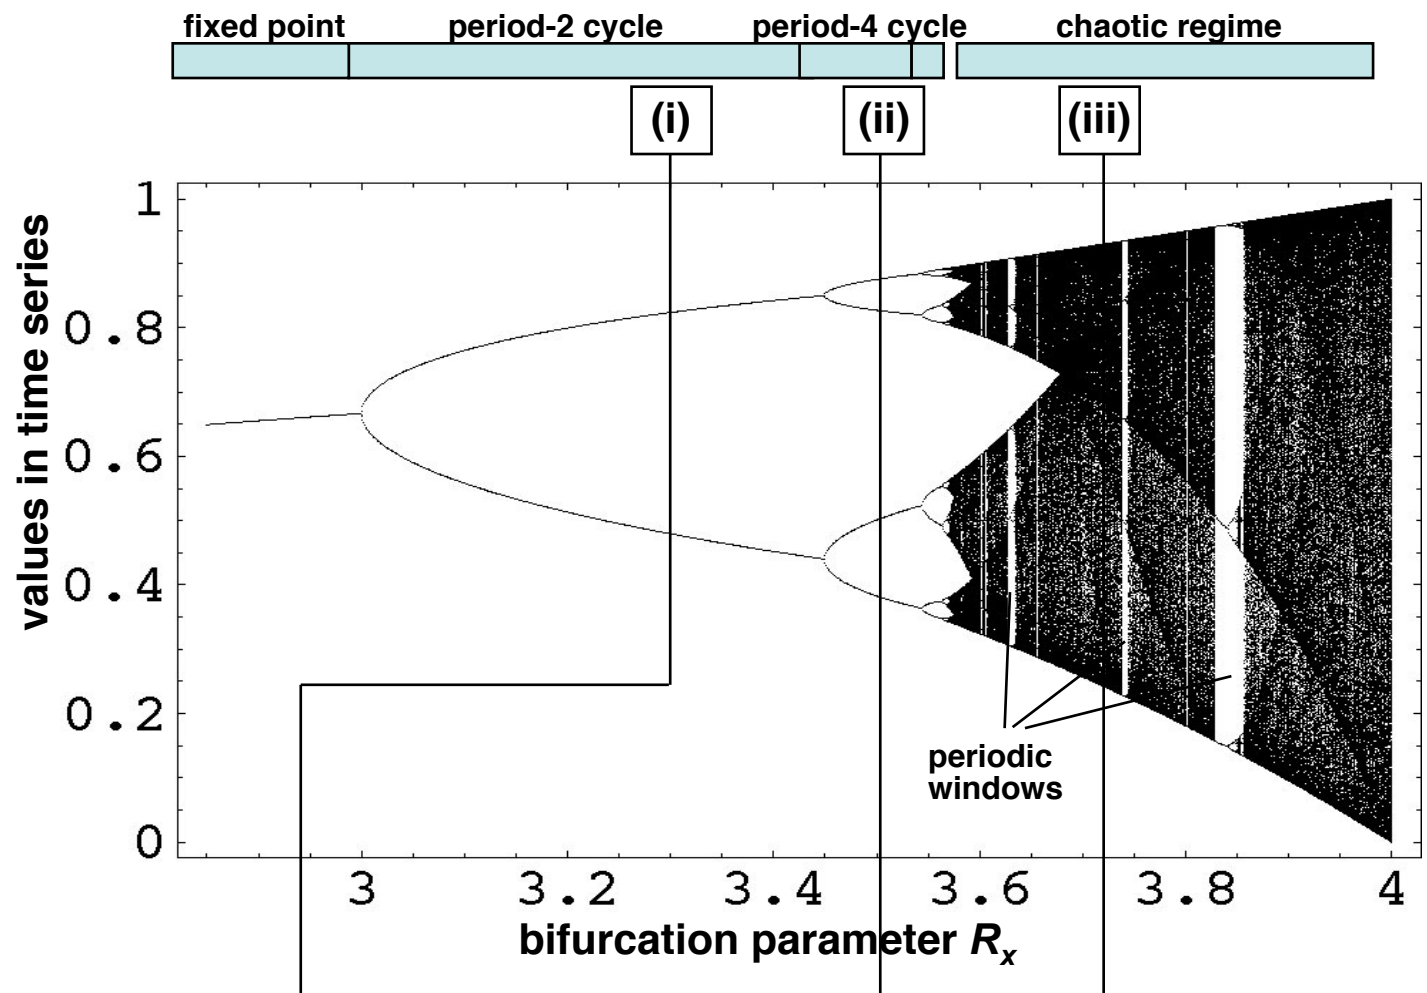 fixed point period-2 cycle period-4 cycle chaotic regime
(i) (ii) (iii)
values in time series
1
0.8
0.6
0.4
0.2
0
periodic
windows
3 3.2 3.4 3.6 3.8 4
bifurcation parameter Rx